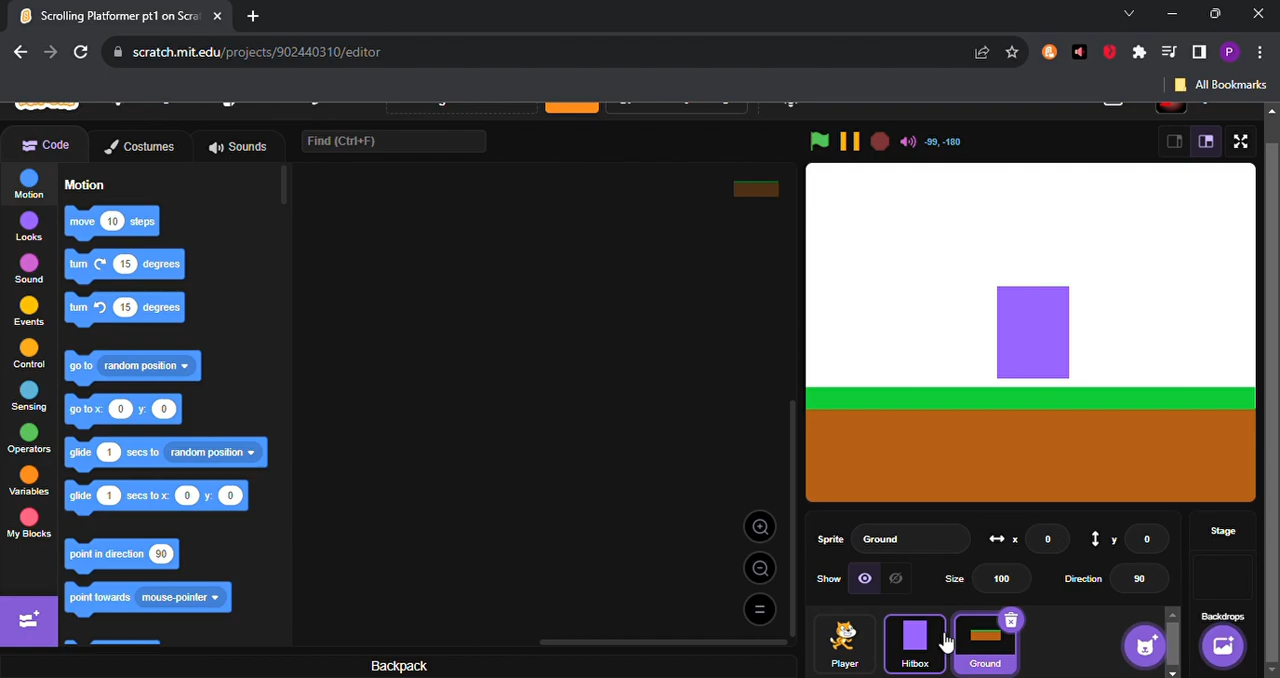 Scrolling Platformer pt1 on Scra
scratch.mit.edu/projects/902440310/editor
P
All Bookmarks
Code
Costumes
Sounds
Find (Ctrl+F)
-99, -180
Motion
Looks
Sound
Events
Control
Sensing
Operators
Variables
My Blocks
Motion
move 10 steps
turn 15 degrees
turn 15 degrees
go to random position
go to x: 0 y: 0
glide 1 secs to random position
glide 1 secs to x: 0 y: 0
point in direction 90
point towards mouse-pointer
Backpack
Sprite Ground x 0 y 0
Show Size 100 Direction 90
Player
Hitbox
Ground
Stage
Backdrops